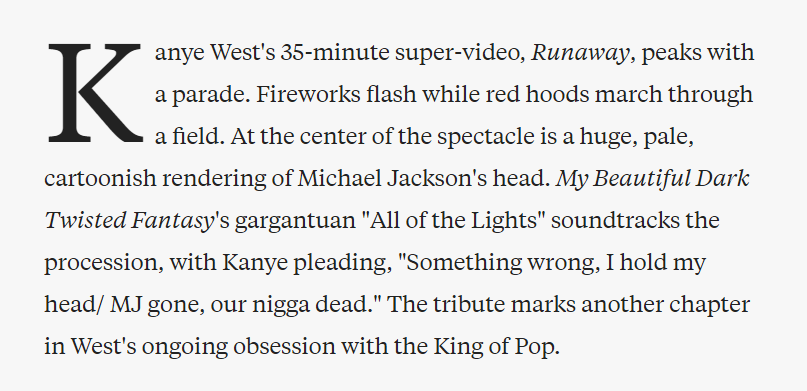 Kanye West's 35-minute super-video, Runaway, peaks with
a parade. Fireworks flash while red hoods march through
a field. At the center of the spectacle is a huge, pale,
cartoonish rendering of Michael Jackson's head. My Beautiful Dark
Twisted Fantasy's gargantuan "All of the Lights" soundtracks the
procession, with Kanye pleading, "Something wrong, I hold my
head/ MJ gone, our nigga dead." The tribute marks another chapter
in West's ongoing obsession with the King of Pop.